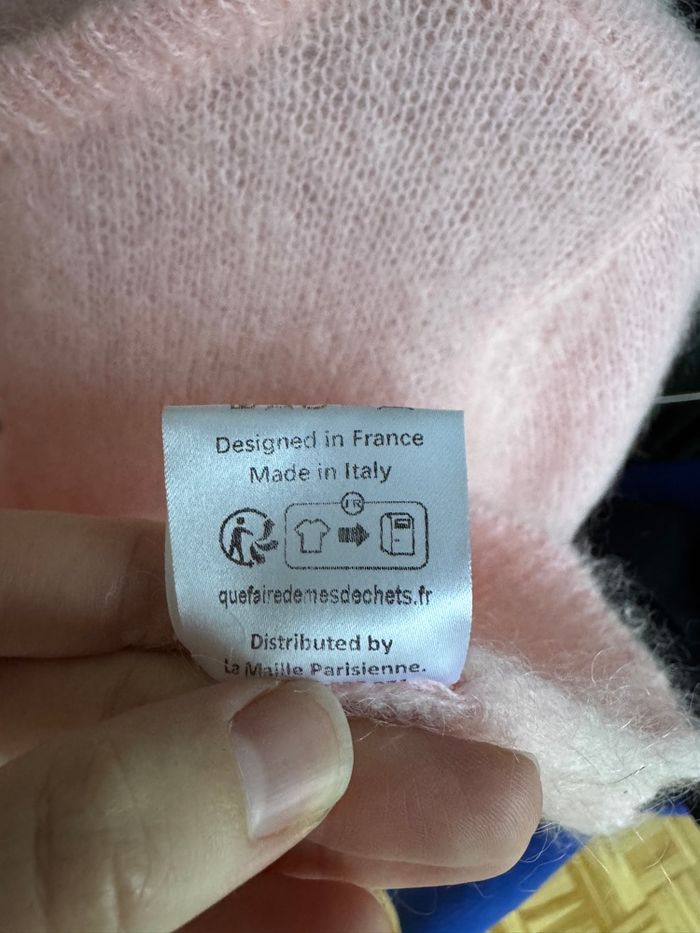 Designed in France
Made in Italy
FR
quefairedemesdechets.fr
Distributed by
La Maille Parisienne.